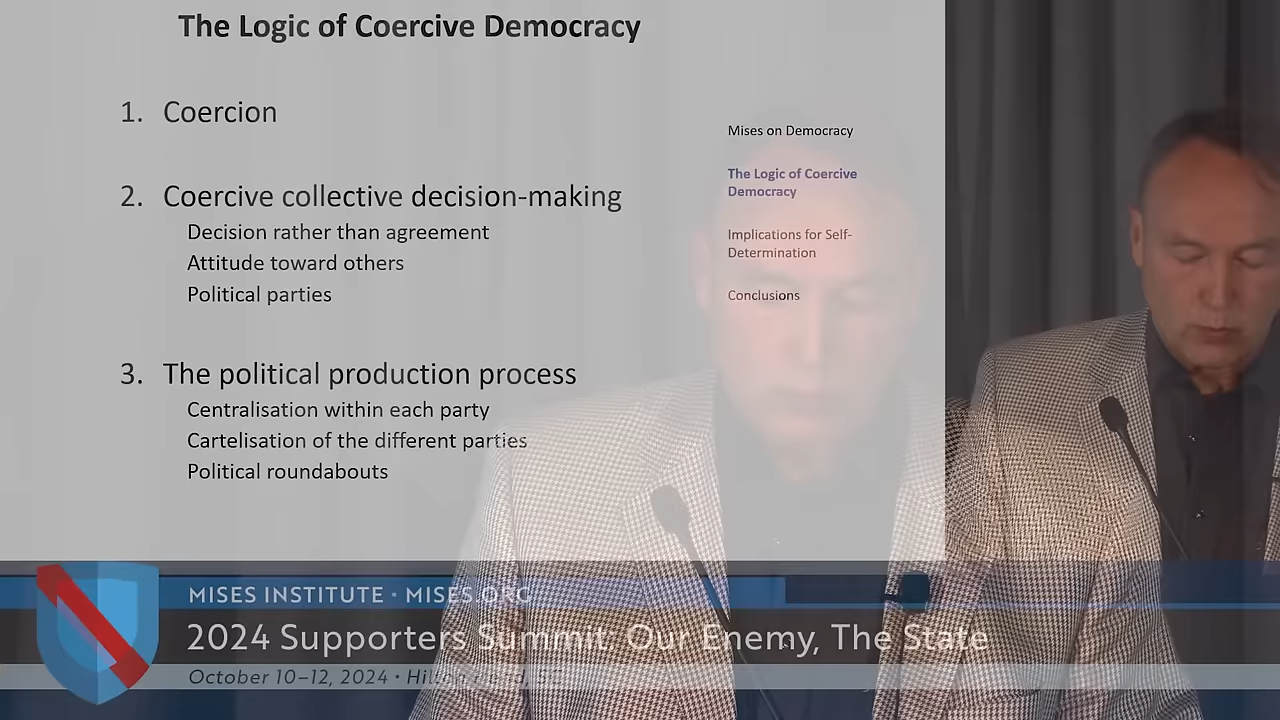 The Logic of Coercive Democracy
1. Coercion
2. Coercive collective decision-making
Decision rather than agreement
Attitude toward others
Political parties
3. The political production process
Centralisation within each party
Cartelisation of the different parties
Political roundabouts
Mises on Democracy
The Logic of Coercive
Democracy
Implications for Self-
Determination
Conclusions
MISES INSTITUTE · MISES.ORG
2024 Supporters Summit: Our Enemy, The State
October 10–12, 2024 • Hilton Head, SC